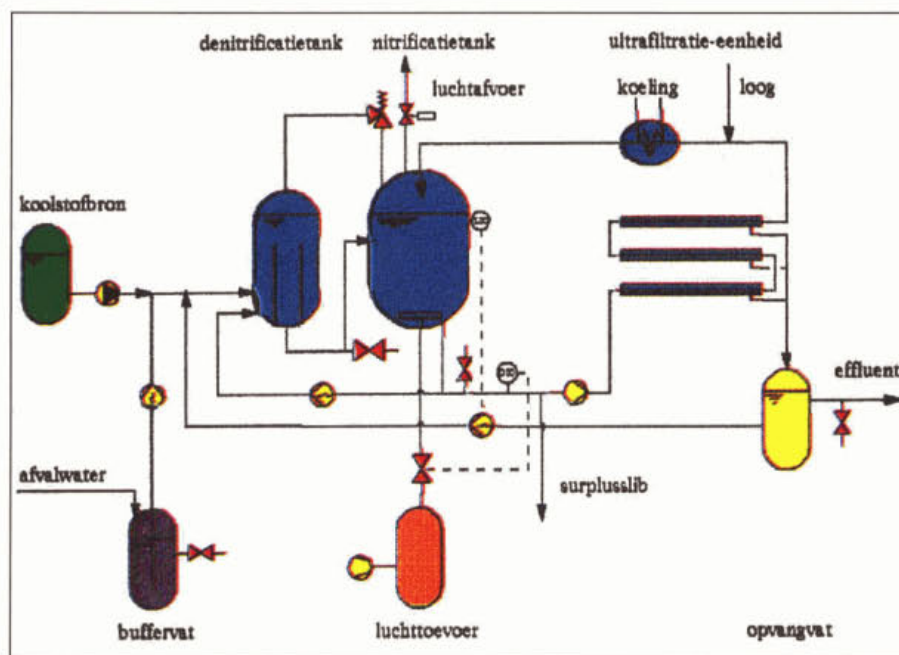 denitrificatietank
nitrificatietank
ultrafiltratie-eenheid
luchtafvoer
koeling
loog
koolstofbron
effluent
afvalwater
surplusslib
buffervat
luchttoevoer
opvangvat